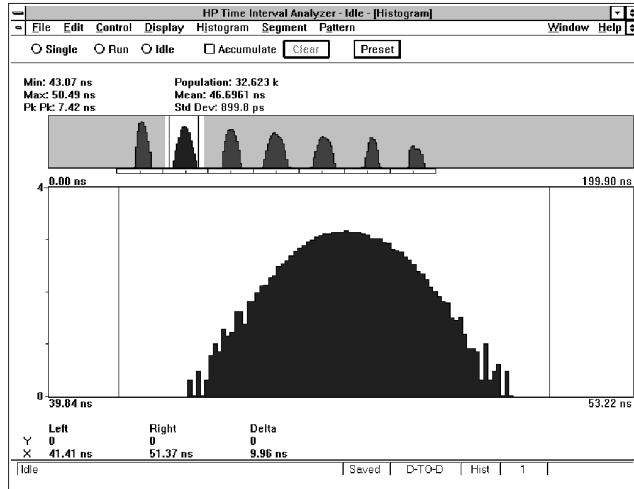 HP Time Interval Analyzer - Idle - [Histogram]
File Edit Control Display Histogram Segment Pattern Window Help
Single Run Idle Accumulate Clear Preset
Min: 43.07 ns Population: 32.623 k
Max: 50.49 ns Mean: 46.6961 ns
Pk Pk: 7.42 ns Std Dev: 899.8 ps
0.00 ns 199.90 ns
4
0
39.84 ns 53.22 ns
Left Right Delta
Y 0 0 0
X 41.41 ns 51.37 ns 9.96 ns
Idle Saved D-TO-D Hist 1